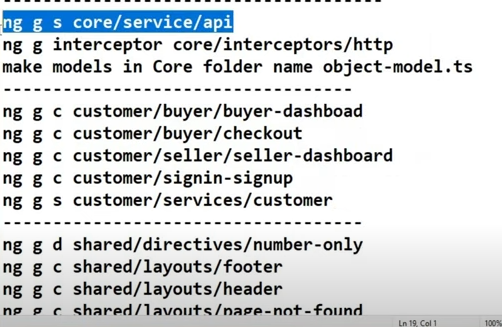 -----------------------------------------
ng g s core/service/api
ng g interceptor core/interceptors/http
make models in Core folder name object-model.ts
-------------------------------------
ng g c customer/buyer/buyer-dashboad
ng g c customer/buyer/checkout
ng g c customer/seller/seller-dashboard
ng g c customer/signin-signup
ng g s customer/services/customer
--------------------------------------
ng g d shared/directives/number-only
ng g c shared/layouts/footer
ng g c shared/layouts/header
ng g c shared/layouts/page-not-found
Ln 19, Col 1 100%